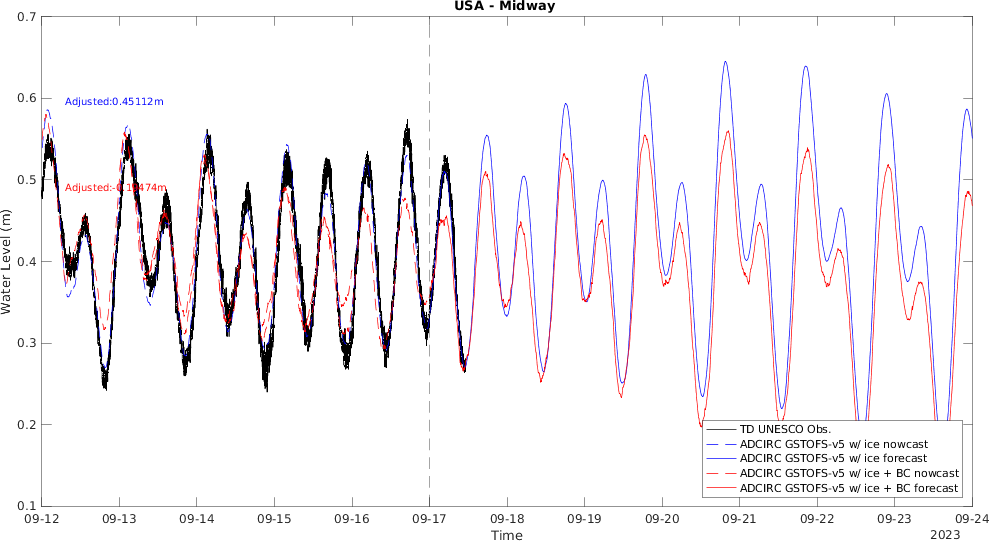 USA - Midway
0.7
0.6
0.5
0.4
0.3
0.2
0.1
Water Level (m)
Adjusted:0.45112m
Adjusted:-0.19474m
TD UNESCO Obs.
ADCIRC GSTOFS-v5 w/ ice nowcast
ADCIRC GSTOFS-v5 w/ ice forecast
ADCIRC GSTOFS-v5 w/ ice + BC nowcast
ADCIRC GSTOFS-v5 w/ ice + BC forecast
09-12 09-13 09-14 09-15 09-16 09-17 09-18 09-19 09-20 09-21 09-22 09-23 09-24
Time
2023